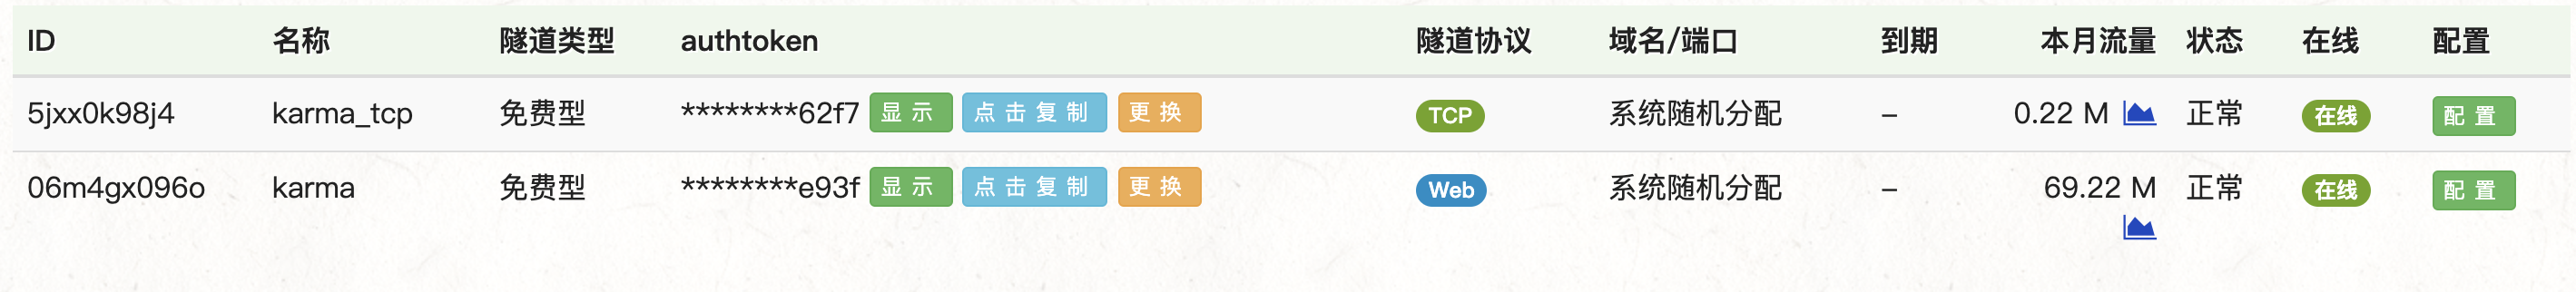 ID 名称 隧道类型 authtoken 隧道协议 域名/端口 到期 本月流量 状态 在线 配置
5jxx0k98j4 karma_tcp 免费型 ********62f7 显示 点击复制 更换 TCP 系统随机分配 – 0.22 M 正常 在线 配置
06m4gx096o karma 免费型 ********e93f 显示 点击复制 更换 Web 系统随机分配 – 69.22 M 正常 在线 配置